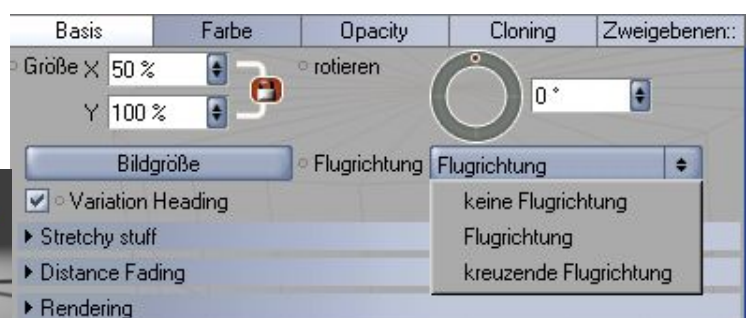 Basis Farbe Opacity Cloning Zweigebenen::
Größe X 50 % rotieren 0 °
Y 100 %
Bildgröße Flugrichtung Flugrichtung
Variation Heading keine Flugrichtung
Stretchy stuff Flugrichtung
Distance Fading kreuzende Flugrichtung
Rendering